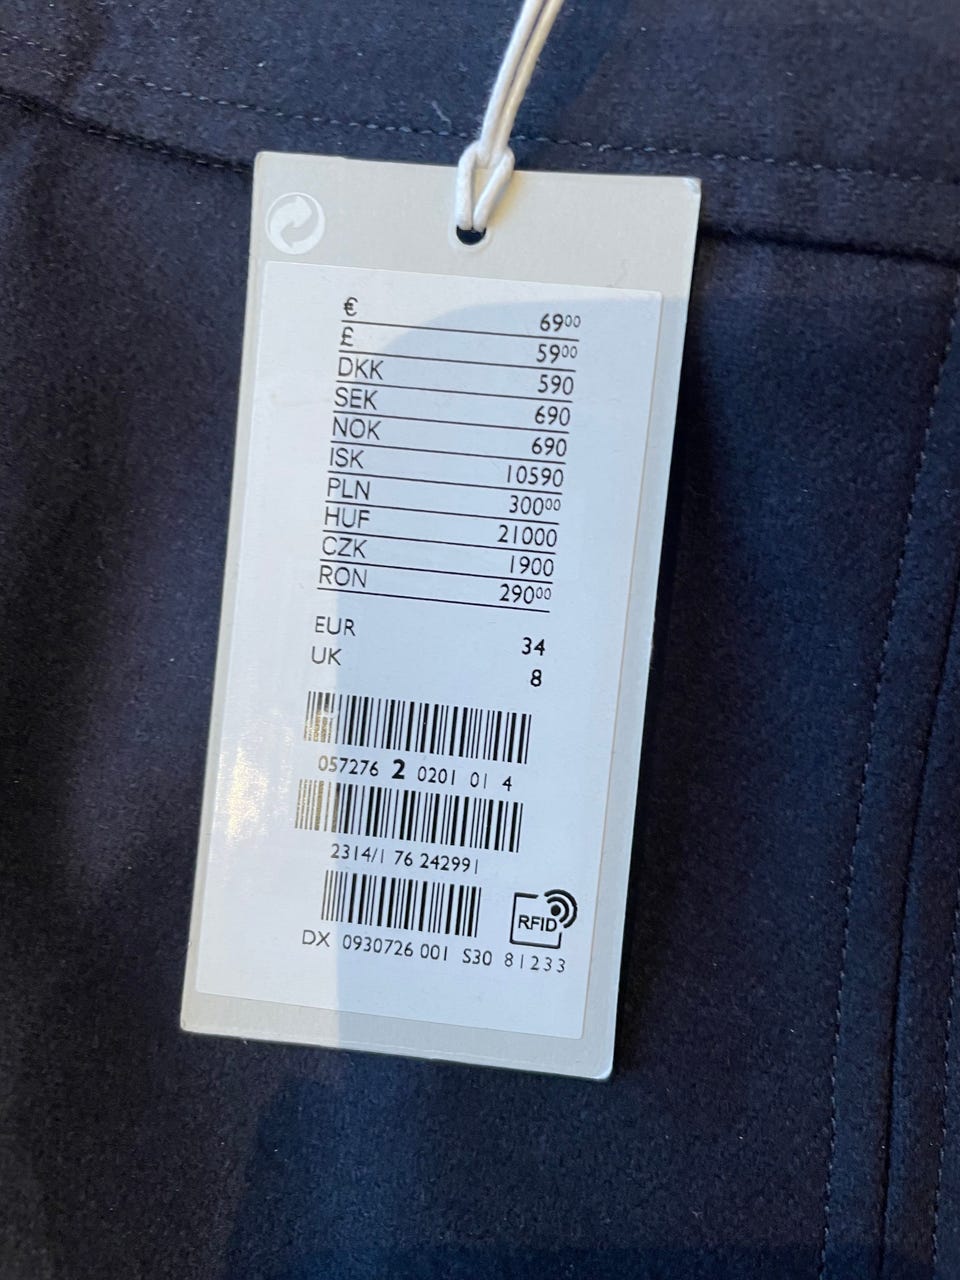 € 69⁰⁰
£ 59⁰⁰
DKK 590
SEK 690
NOK 690
ISK 10590
PLN 300⁰⁰
HUF 21000
CZK 1900
RON 290⁰⁰
EUR 34
UK 8
057276 2 0201 01 4
2314/1 76 242991
RFID
DX 0930726 001 S30 81233